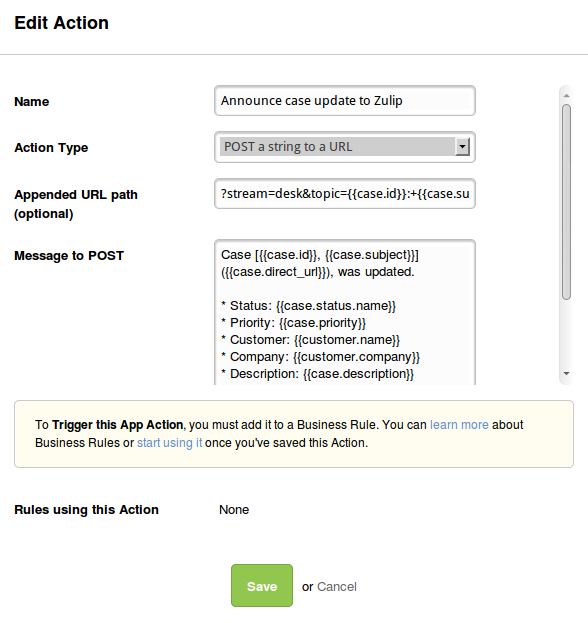 Edit Action
Name
Announce case update to Zulip
Action Type
POST a string to a URL
Appended URL path
(optional)
?stream=desk&topic={{case.id}}:+{{case.su
Message to POST
Case [{{case.id}}, {{case.subject}}]
({{case.direct_url}}), was updated.
* Status: {{case.status.name}}
* Priority: {{case.priority}}
* Customer: {{customer.name}}
* Company: {{customer.company}}
* Description: {{case.description}}
To Trigger this App Action, you must add it to a Business Rule. You can learn more about
Business Rules or start using it once you've saved this Action.
Rules using this Action
None
Save or Cancel